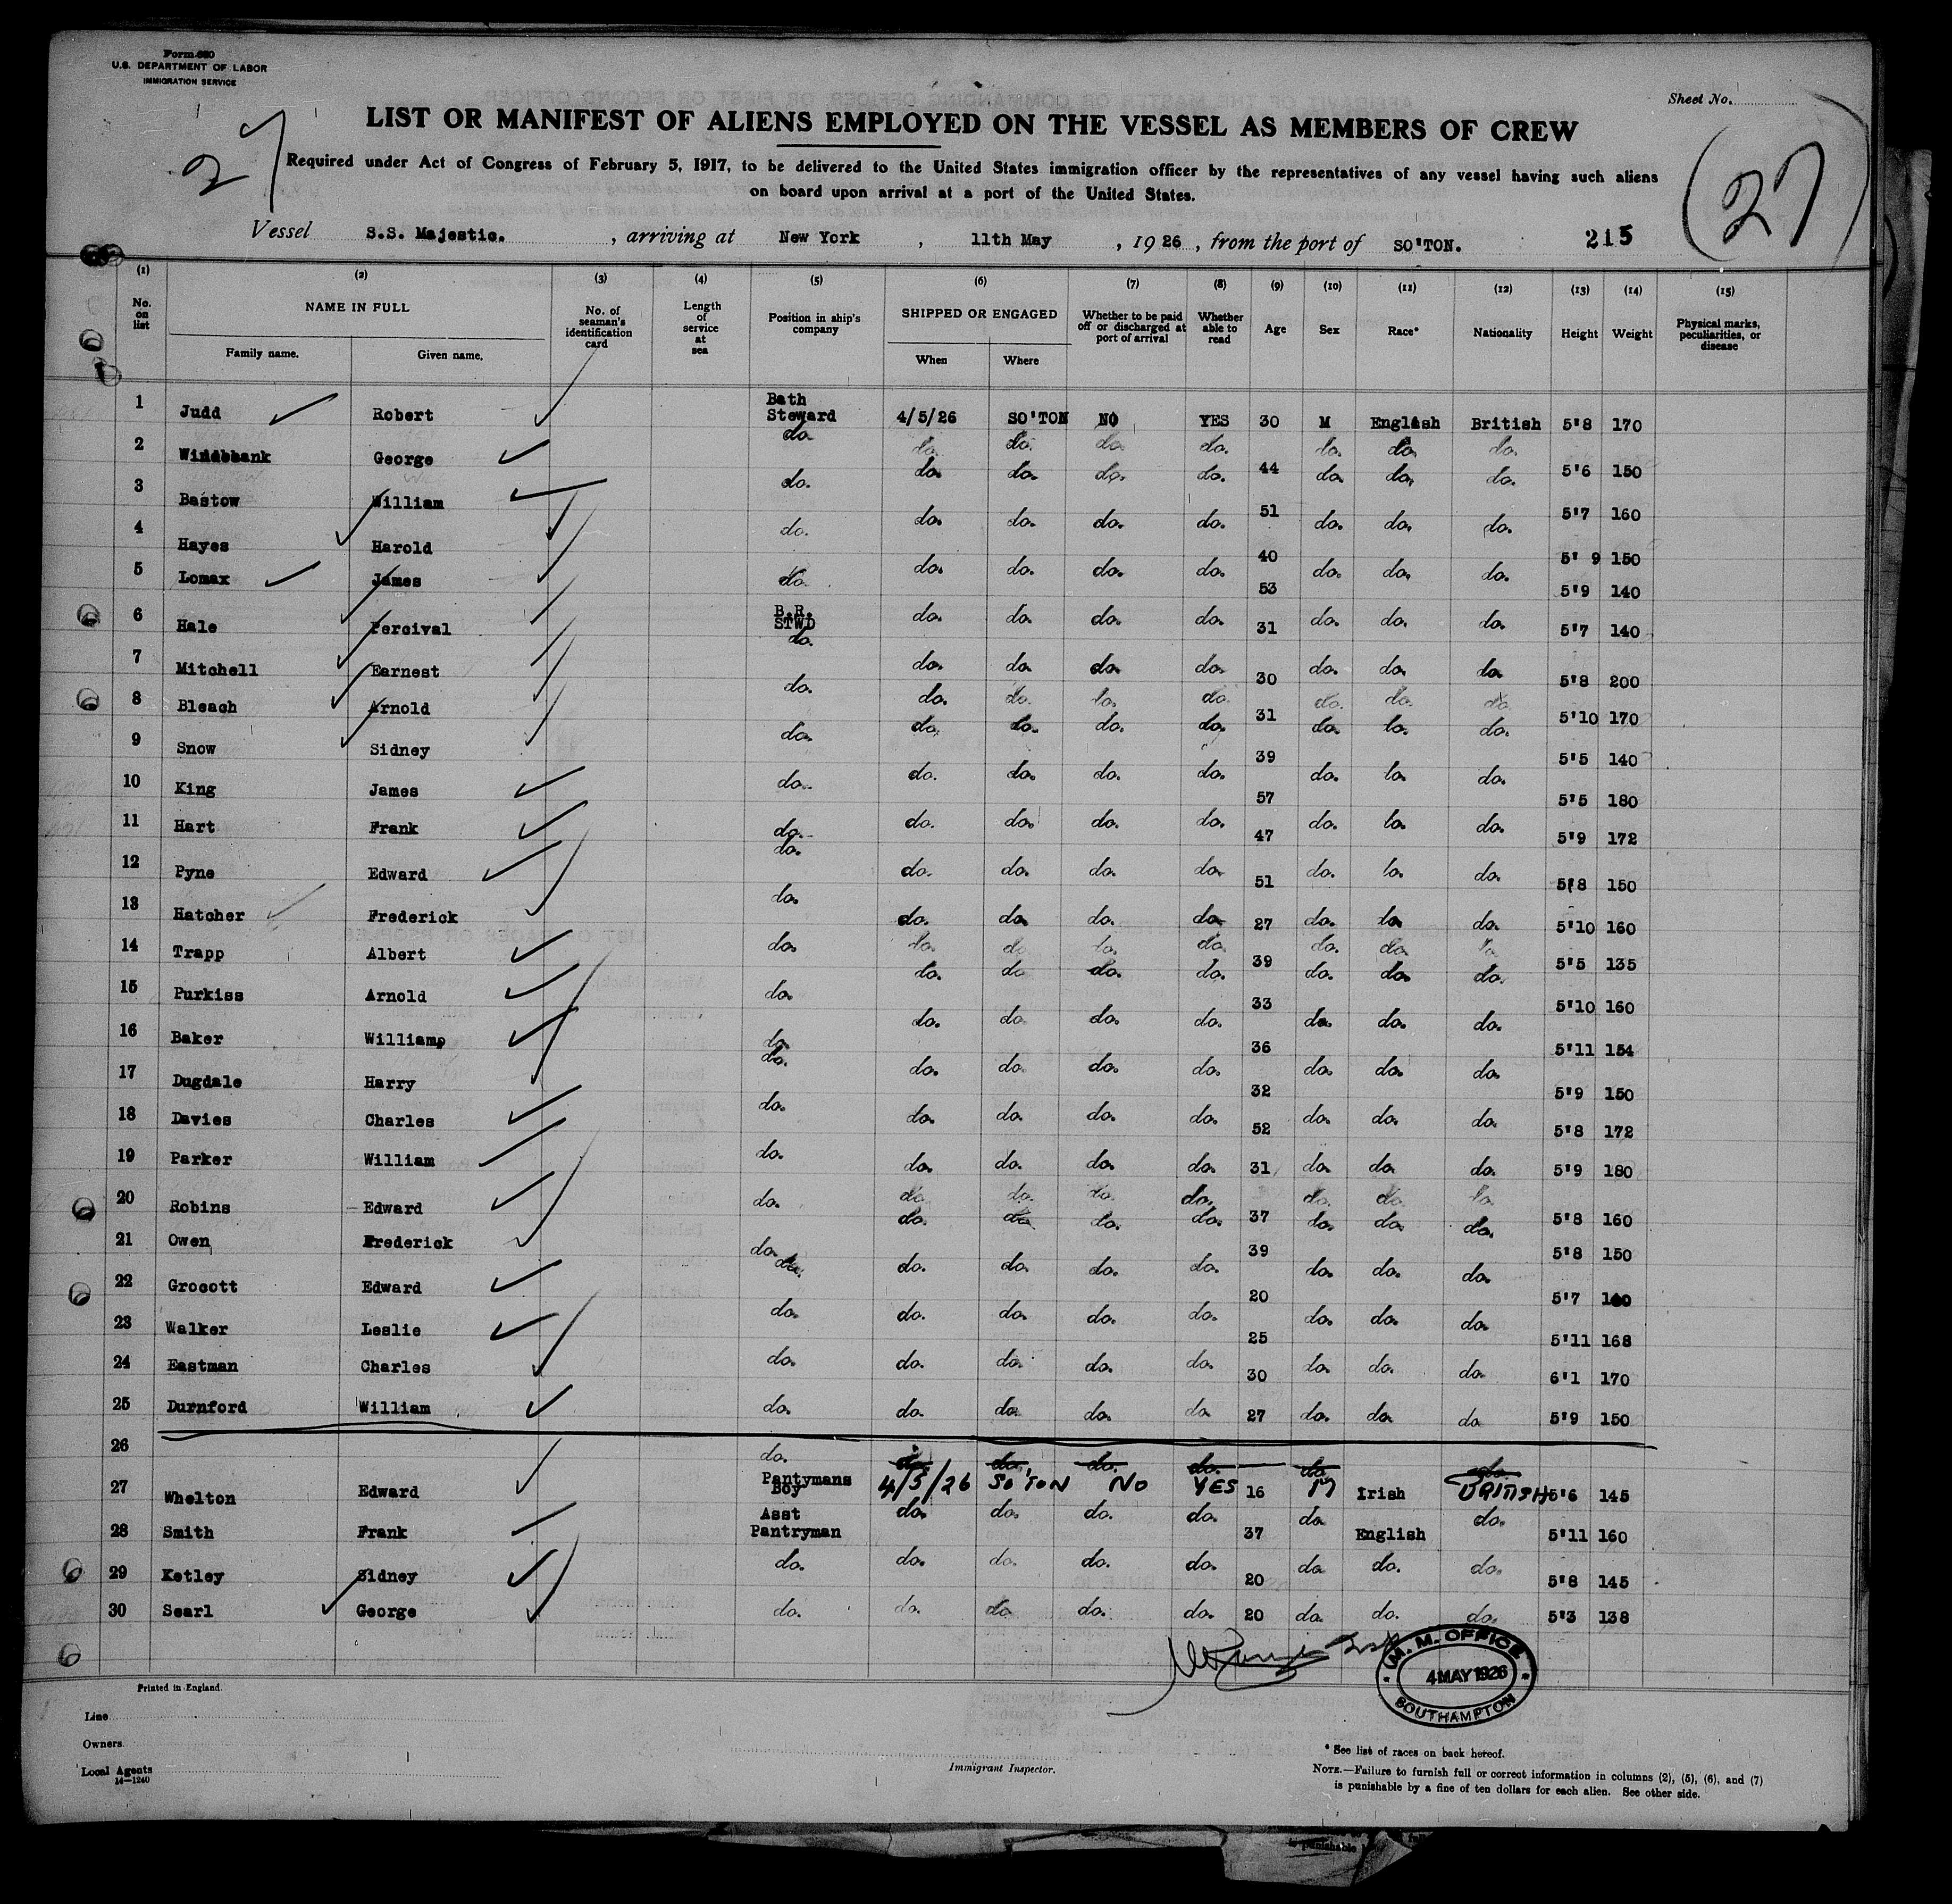 Form 680
U.S. DEPARTMENT OF LABOR
IMMIGRATION SERVICE
Sheet No.
27
LIST OR MANIFEST OF ALIENS EMPLOYED ON THE VESSEL AS MEMBERS OF CREW
(27)
Required under Act of Congress of February 5, 1917, to be delivered to the United States immigration officer by the representatives of any vessel having such aliens
on board upon arrival at a port of the United States.
Vessel S.S. Majestic. , arriving at New York , 11th May , 1926 , from the port of SO'TON. 215
(1) (2) (3) (4) (5) (6) (7) (8) (9) (10) (11) (12) (13) (14) (15)
No. on list NAME IN FULL Family name. Given name. No. of seaman's identification card Length of service at sea Position in ship's company SHIPPED OR ENGAGED When Where Whether to be paid off or discharged at port of arrival Whether able to read Age Sex Race* Nationality Height Weight Physical marks, peculiarities, or disease
1 Judd Robert Bath Steward 4/5/26 SO'TON NO YES 30 M English British 5'8 170
2 Windebank George do. do. do. do. do. 44 do. do. do. 5'6 150
3 Bastow William do. do. do. do. do. 51 do. do. do. 5'7 160
4 Hayes Harold do. do. do. do. do. 40 do. do. do. 5'9 150
5 Lomax James do. do. do. do. do. 53 do. do. do. 5'9 140
6 Hale Percival B.R. STWD do. do. do. do. 31 do. do. do. 5'7 140
7 Mitchell Earnest do. do. do. do. do. 30 do. do. do. 5'8 200
8 Bleach Arnold do. do. do. do. do. 31 do. do. do. 5'10 170
9 Snow Sidney do. do. do. do. do. 39 do. do. do. 5'5 140
10 King James do. do. do. do. do. 57 do. do. do. 5'5 180
11 Hart Frank do. do. do. do. do. 47 do. do. do. 5'9 172
12 Pyne Edward do. do. do. do. do. 51 do. do. do. 5'8 150
13 Hatcher Frederick do. do. do. do. do. 27 do. do. do. 5'10 160
14 Trapp Albert do. do. do. do. do. 39 do. do. do. 5'5 135
15 Purkiss Arnold do. do. do. do. do. 33 do. do. do. 5'10 160
16 Baker William do. do. do. do. do. 36 do. do. do. 5'11 154
17 Dugdale Harry do. do. do. do. do. 32 do. do. do. 5'9 150
18 Davies Charles do. do. do. do. do. 52 do. do. do. 5'8 172
19 Parker William do. do. do. do. do. 31 do. do. do. 5'9 180
20 Robins Edward do. do. do. do. do. 37 do. do. do. 5'8 160
21 Owen Frederick do. do. do. do. do. 39 do. do. do. 5'8 150
22 Grocott Edward do. do. do. do. do. 20 do. do. do. 5'7
23 Walker Leslie do. do. do. do. do. 25 do. do. do. 5'11 168
24 Eastman Charles do. do. do. do. do. 30 do. do. do. 6'1 170
25 Durnford William do. do. do. do. do. 27 do. do. do. 5'9 150
26 do. do. do. do. do. do. do.
27 Whelton Edward Pantymans Boy 4/5/26 SO'TON NO YES 16 M Irish BRITISH 5'6 145
28 Smith Frank Asst Pantryman do. do. do. do. 37 do. English do. 5'11 160
29 Ketley Sidney do. do. do. do. do. 20 do. do. do. 5'8 145
30 Searl George do. do. do. do. do. 20 do. do. do. 5'3 138
M. M. OFFICE
4 MAY 1926
SOUTHAMPTON
Printed in England.
Line
Owners
Local Agents
14—1240
Immigrant Inspector.
* See list of races on back hereof.
NOTE.—Failure to furnish full or correct information in columns (2), (5), (6), and (7)
is punishable by a fine of ten dollars for each alien. See other side.
is punishable